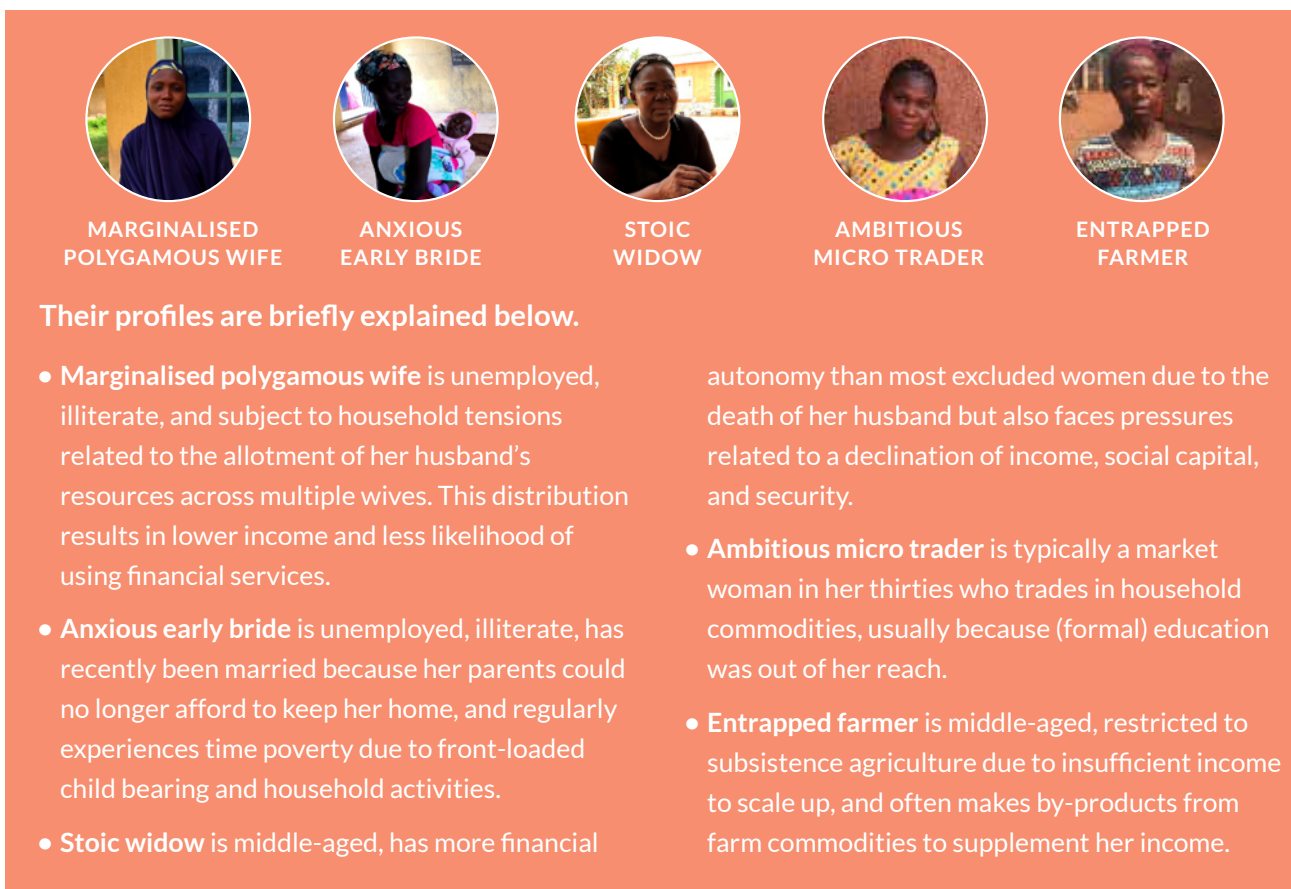 MARGINALISED
POLYGAMOUS WIFE
ANXIOUS
EARLY BRIDE
STOIC
WIDOW
AMBITIOUS
MICRO TRADER
ENTRAPPED
FARMER
Their profiles are briefly explained below.
• Marginalised polygamous wife is unemployed,
illiterate, and subject to household tensions
related to the allotment of her husband’s
resources across multiple wives. This distribution
results in lower income and less likelihood of
using financial services.
• Anxious early bride is unemployed, illiterate, has
recently been married because her parents could
no longer afford to keep her home, and regularly
experiences time poverty due to front-loaded
child bearing and household activities.
• Stoic widow is middle-aged, has more financial
autonomy than most excluded women due to the
death of her husband but also faces pressures
related to a declination of income, social capital,
and security.
• Ambitious micro trader is typically a market
woman in her thirties who trades in household
commodities, usually because (formal) education
was out of her reach.
• Entrapped farmer is middle-aged, restricted to
subsistence agriculture due to insufficient income
to scale up, and often makes by-products from
farm commodities to supplement her income.